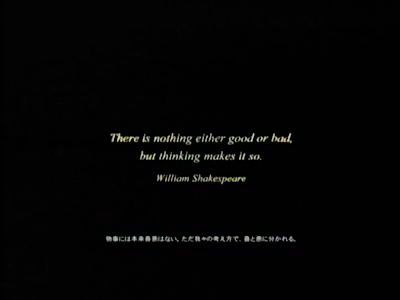 There is nothing either good or bad,
but thinking makes it so.
William Shakespeare
物事には本来善悪はない。ただ我々の考え方で、善と悪に分かれる。